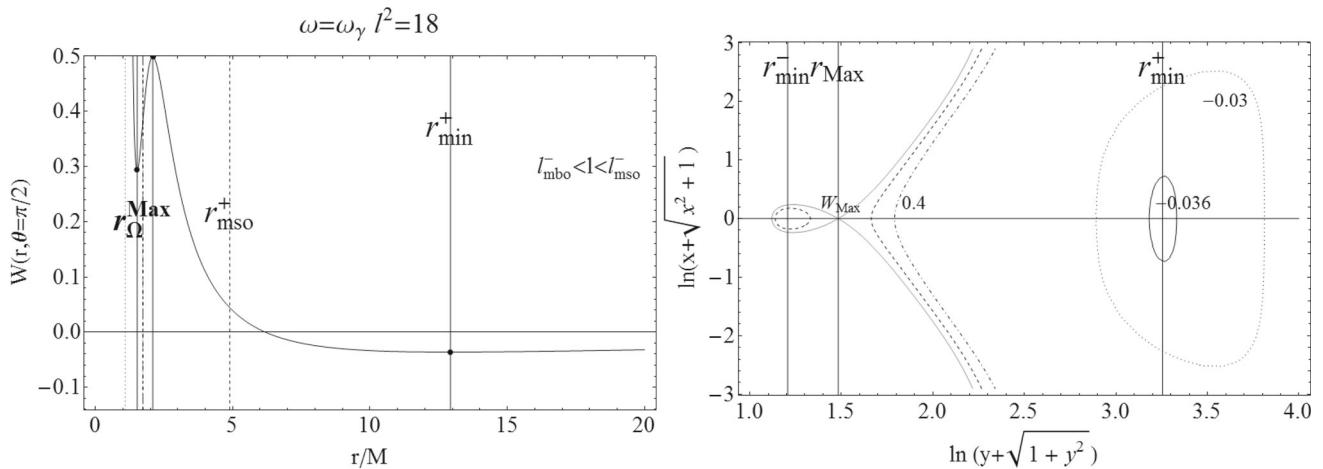 ω=ω_γ l²=18
W(r,θ=π/2)
0.5
0.4
0.3
0.2
0.1
0.0
−0.1
r_Ω^Max
r_mso^+
r_min^+
l_mbo^-<l<l_mso^-
0 5 10 15 20
r/M
ln(x+√x²+1)
3
2
1
0
−1
−2
−3
r_min^- r_Max
r_min^+
−0.03
W_Max
0.4
−0.036
1.0 1.5 2.0 2.5 3.0 3.5 4.0
ln (y+√1 + y²)